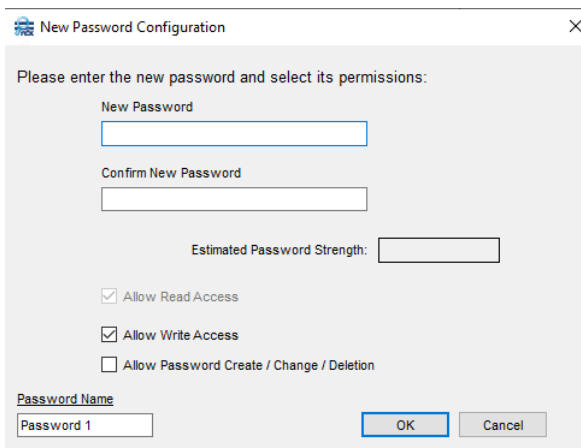 New Password Configuration
Please enter the new password and select its permissions:
New Password
Confirm New Password
Estimated Password Strength:
Allow Read Access
Allow Write Access
Allow Password Create / Change / Deletion
Password Name
Password 1
OK
Cancel